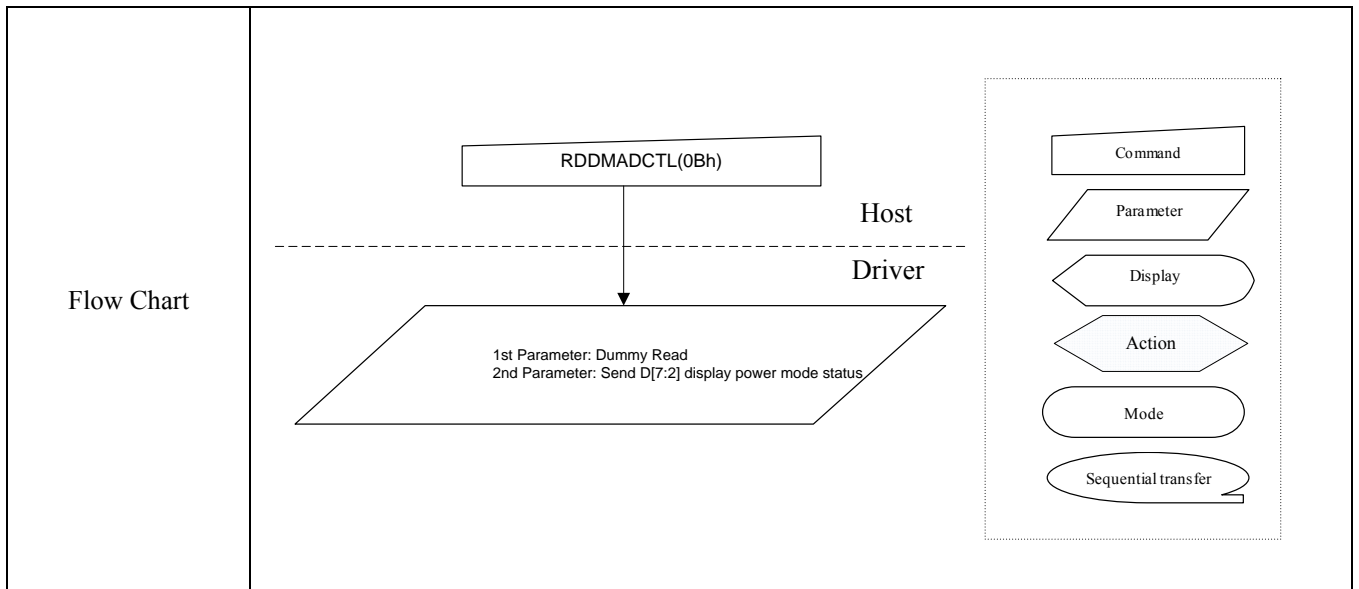 Flow Chart
RDDMADCTL(0Bh)
Host
Driver
1st Parameter: Dummy Read
2nd Parameter: Send D[7:2] display power mode status
Command
Parameter
Display
Action
Mode
Sequential transfer